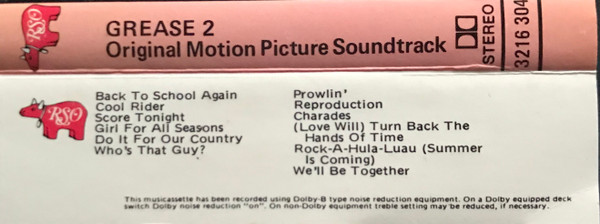 RSO
GREASE 2
Original Motion Picture Soundtrack
STEREO
3216 304
RSO
Back To School Again
Cool Rider
Score Tonight
Girl For All Seasons
Do It For Our Country
Who's That Guy?
Prowlin'
Reproduction
Charades
(Love Will) Turn Back The
Hands Of Time
Rock-A-Hula-Luau (Summer
Is Coming)
We'll Be Together
This musicassette has been recorded using Dolby-B type noise reduction equipment. On a Dolby equipped deck
switch Dolby noise reduction "on". On non-Dolby equipment treble setting may be reduced, if necessary.